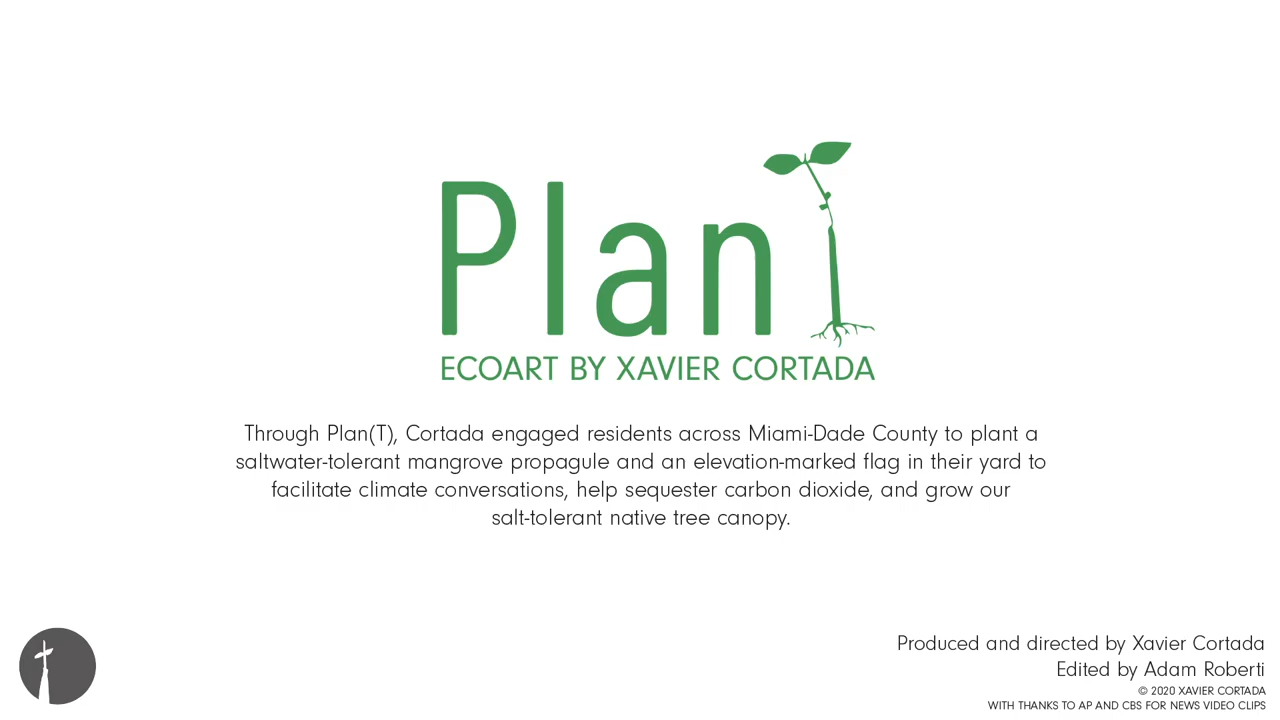 Plan
ECOART BY XAVIER CORTADA
Through Plan(T), Cortada engaged residents across Miami-Dade County to plant a
saltwater-tolerant mangrove propagule and an elevation-marked flag in their yard to
facilitate climate conversations, help sequester carbon dioxide, and grow our
salt-tolerant native tree canopy.
Produced and directed by Xavier Cortada
Edited by Adam Roberti
© 2020 XAVIER CORTADA
WITH THANKS TO AP AND CBS FOR NEWS VIDEO CLIPS